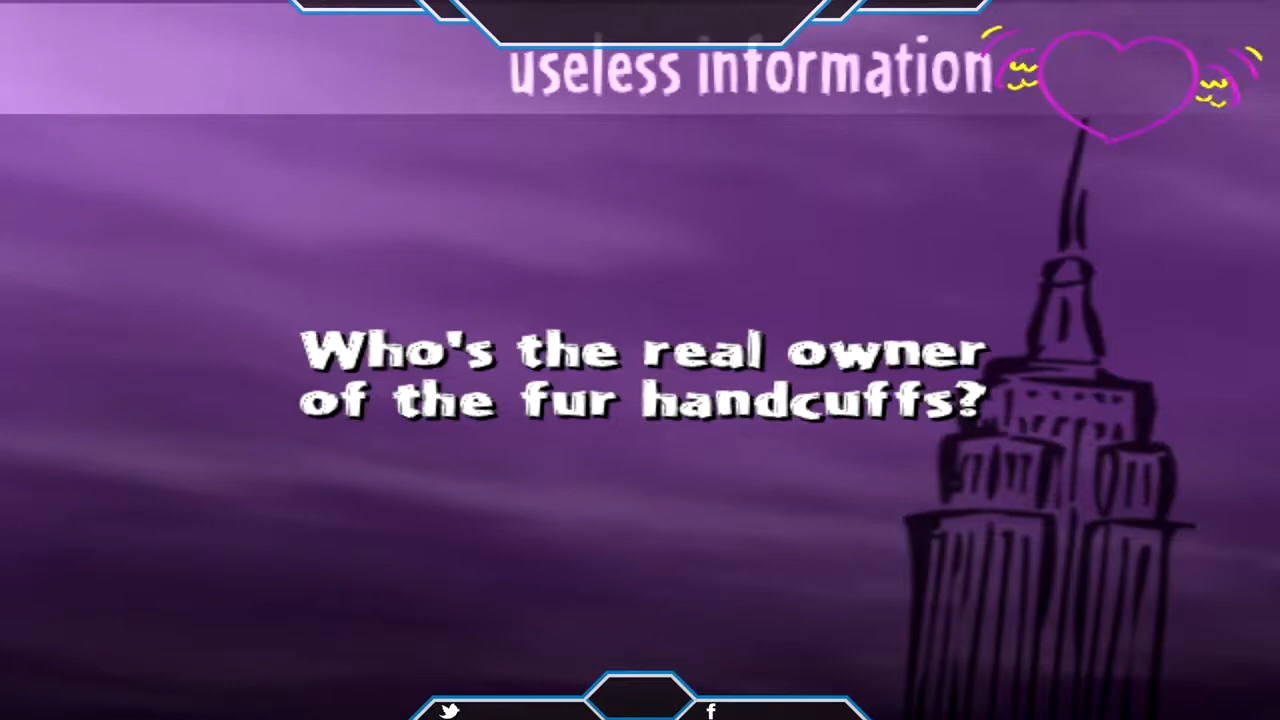 useless information
Who's the real owner
of the fur handcuffs?